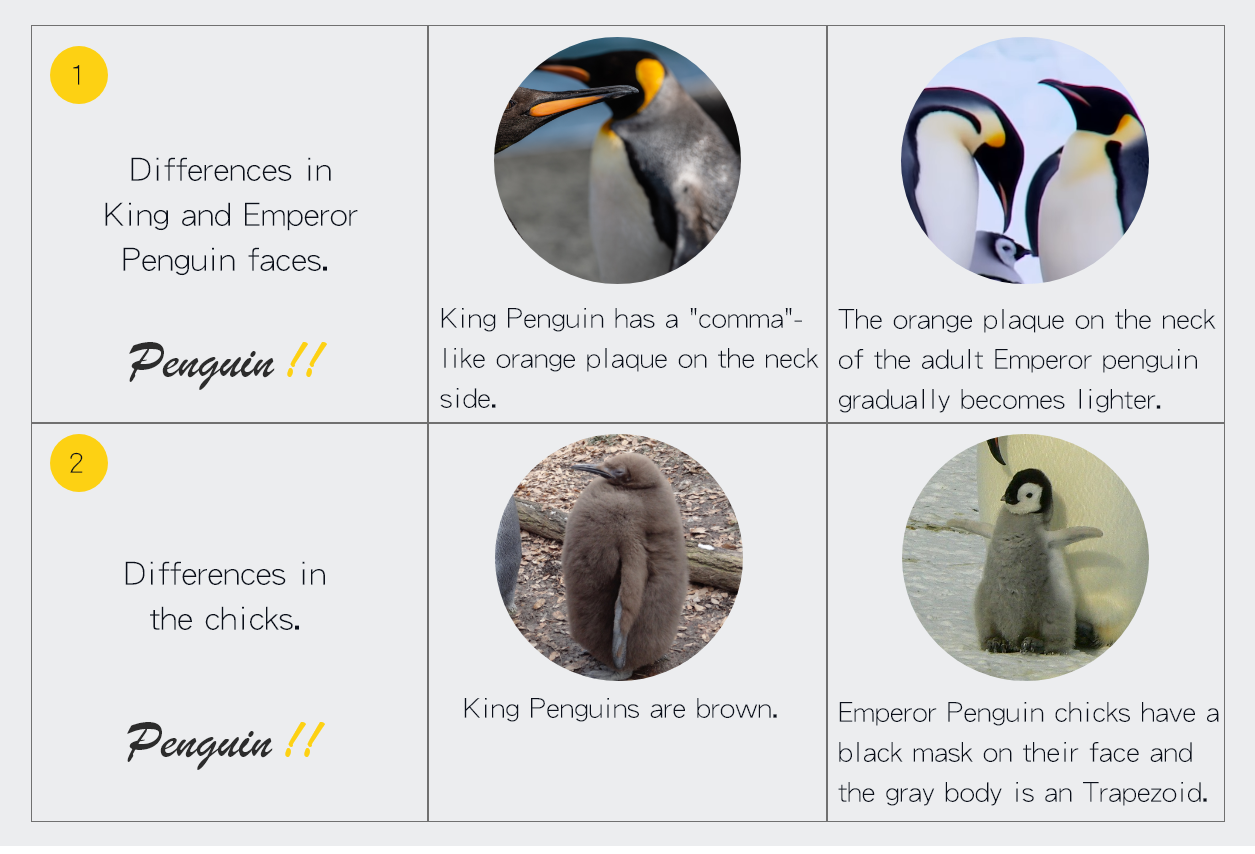 1
Differences in
King and Emperor
Penguin faces.
Penguin !!
King Penguin has a "comma"-
like orange plaque on the neck
side.
The orange plaque on the neck
of the adult Emperor penguin
gradually becomes lighter.
2
Differences in
the chicks.
Penguin !!
King Penguins are brown.
Emperor Penguin chicks have a
black mask on their face and
the gray body is an Trapezoid.